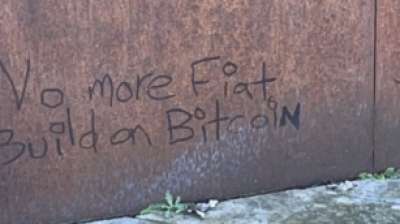 No more Fiat,
Build on BitcoiN